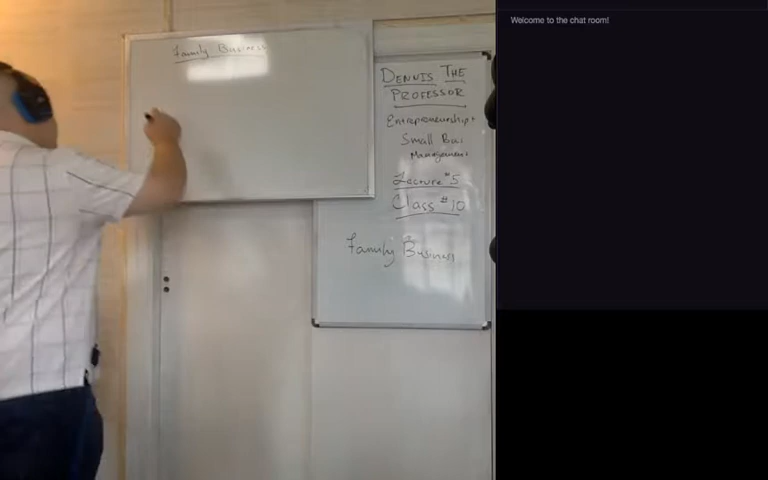 Family Business
DENNIS THE
PROFESSOR
Entrepreneurship +
Small Bus
Management
Lecture #5
Class #10
Family Business
Welcome to the chat room!